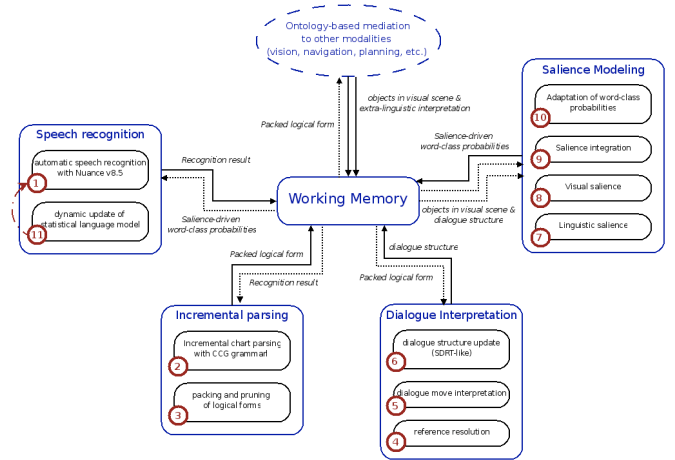 Ontology-based mediation
to other modalities
(vision, navigation, planning, etc.)
objects in visual scene &
extra-linguistic interpretation
Packed logical form
Speech recognition
automatic speech recognition
with Nuance v8.5
1
dynamic update of
statistical language model
11
Recognition result
Salience-driven
word-class probabilities
Working Memory
Salience-driven
word-class probabilities
objects in visual scene &
dialogue structure
Salience Modeling
Adaptation of word-class
probabilities
10
Salience integration
9
Visual salience
8
Linguistic salience
7
Packed logical form
Recognition result
Incremental parsing
Incremental chart parsing
with CCG grammarl
2
packing and pruning
of logical forms
3
dialogue structure
Packed logical form
Dialogue Interpretation
dialogue structure update
(SDRT-like)
6
dialogue move interpretation
5
reference resolution
4